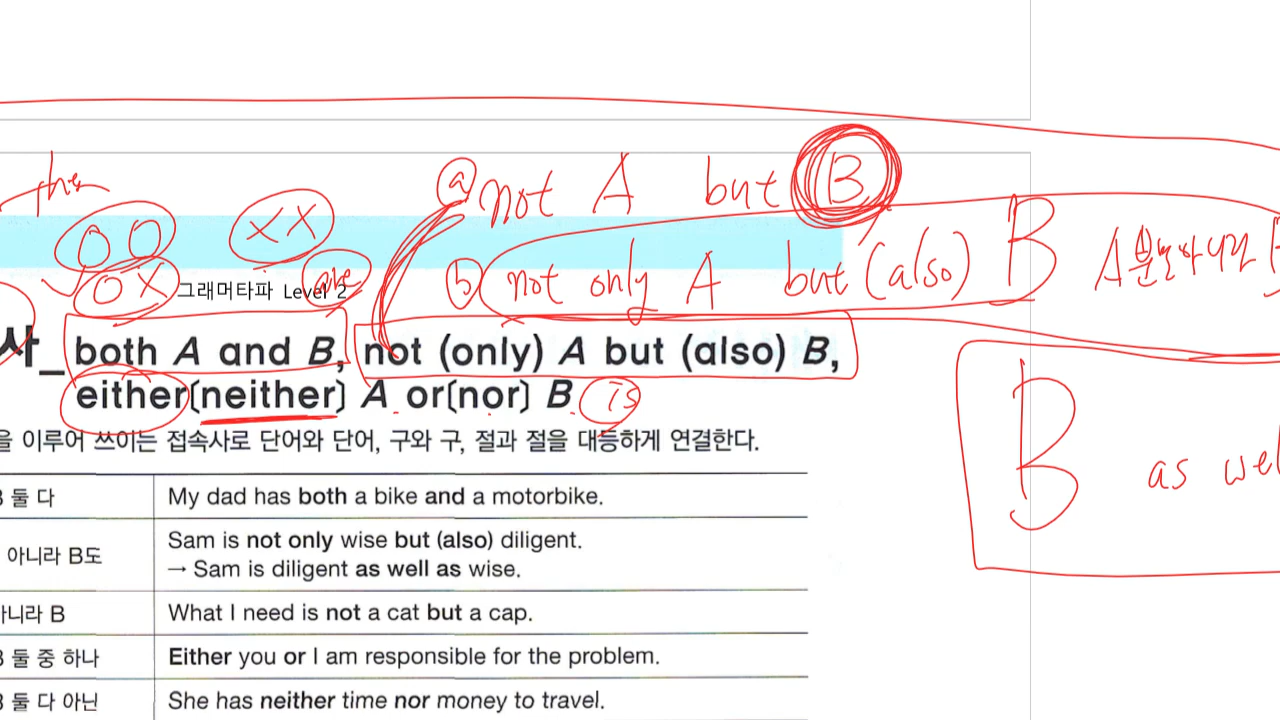 the
ⓐ not A but B
OO XX
ⓑ not only A but (also) B A뿐만아니라 B
OX
그래머타파 Level 2
are
사_ both A and B, not (only) A but (also) B,
either(neither) A or(nor) B is
을 이루어 쓰이는 접속사로 단어와 단어, 구와 구, 절과 절을 대등하게 연결한다.
B as wel
B 둘 다 My dad has both a bike and a motorbike.
아니라 B도 Sam is not only wise but (also) diligent.
→ Sam is diligent as well as wise.
아니라 B What I need is not a cat but a cap.
B 둘 중 하나 Either you or I am responsible for the problem.
B 둘 다 아닌 She has neither time nor money to travel.